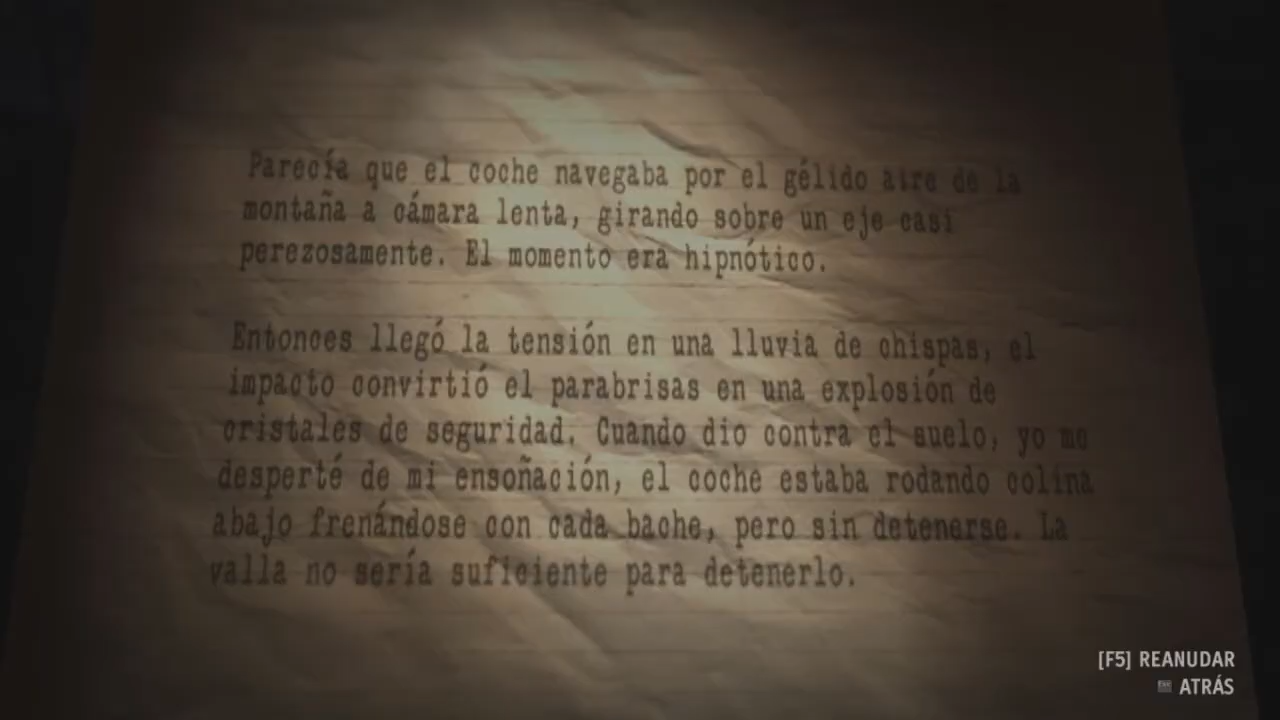 Parecía que el coche navegaba por el gélido aire de la
montaña a cámara lenta, girando sobre un eje casi
perezosamente. El momento era hipnótico.
Entonces llegó la tensión en una lluvia de chispas, el
impacto convirtió el parabrisas en una explosión de
cristales de seguridad. Cuando dio contra el suelo, yo me
desperté de mi ensoñación, el coche estaba rodando colina
abajo frenándose con cada bache, pero sin detenerse. La
valla no sería suficiente para detenerlo.
[F5] REANUDAR
ATRÁS